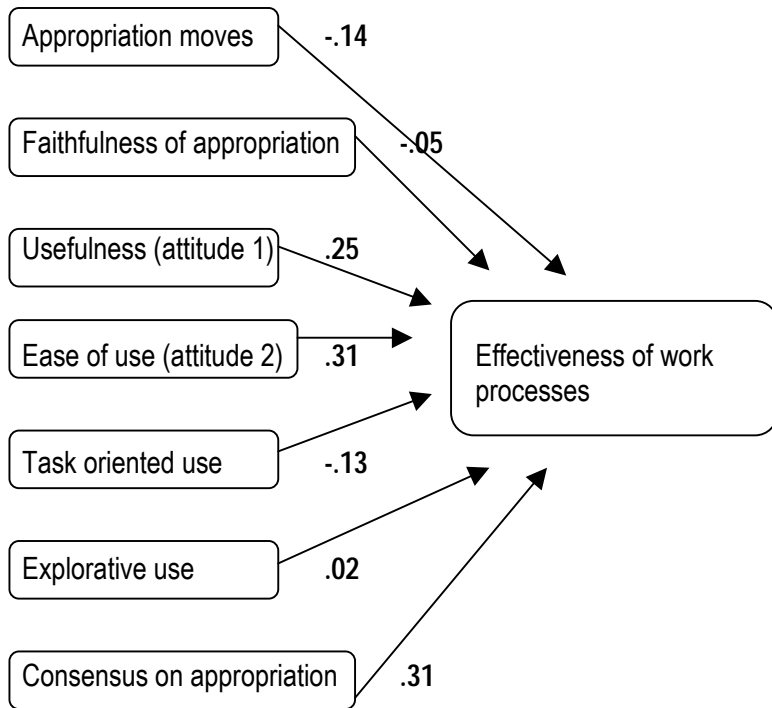 Appropriation moves -.14
Faithfulness of appropriation -.05
Usefulness (attitude 1) .25
Ease of use (attitude 2) .31
Effectiveness of work
processes
Task oriented use -.13
Explorative use .02
Consensus on appropriation .31